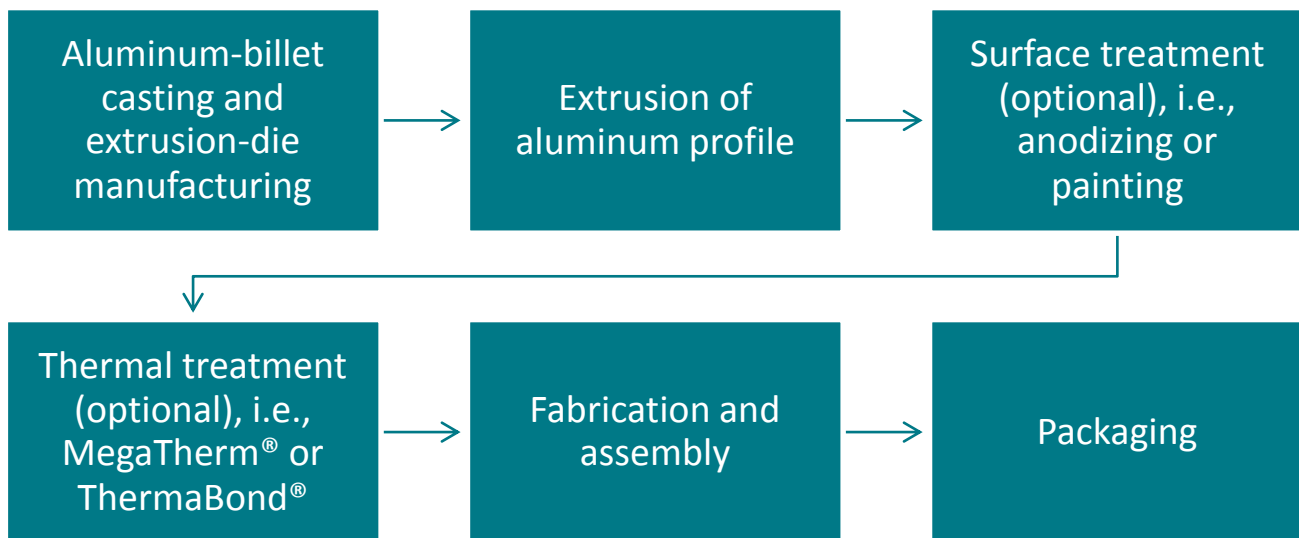 Aluminum-billet
casting and
extrusion-die
manufacturing
Extrusion of
aluminum profile
Surface treatment
(optional), i.e.,
anodizing or
painting
Thermal treatment
(optional), i.e.,
MegaTherm® or
ThermaBond®
Fabrication and
assembly
Packaging